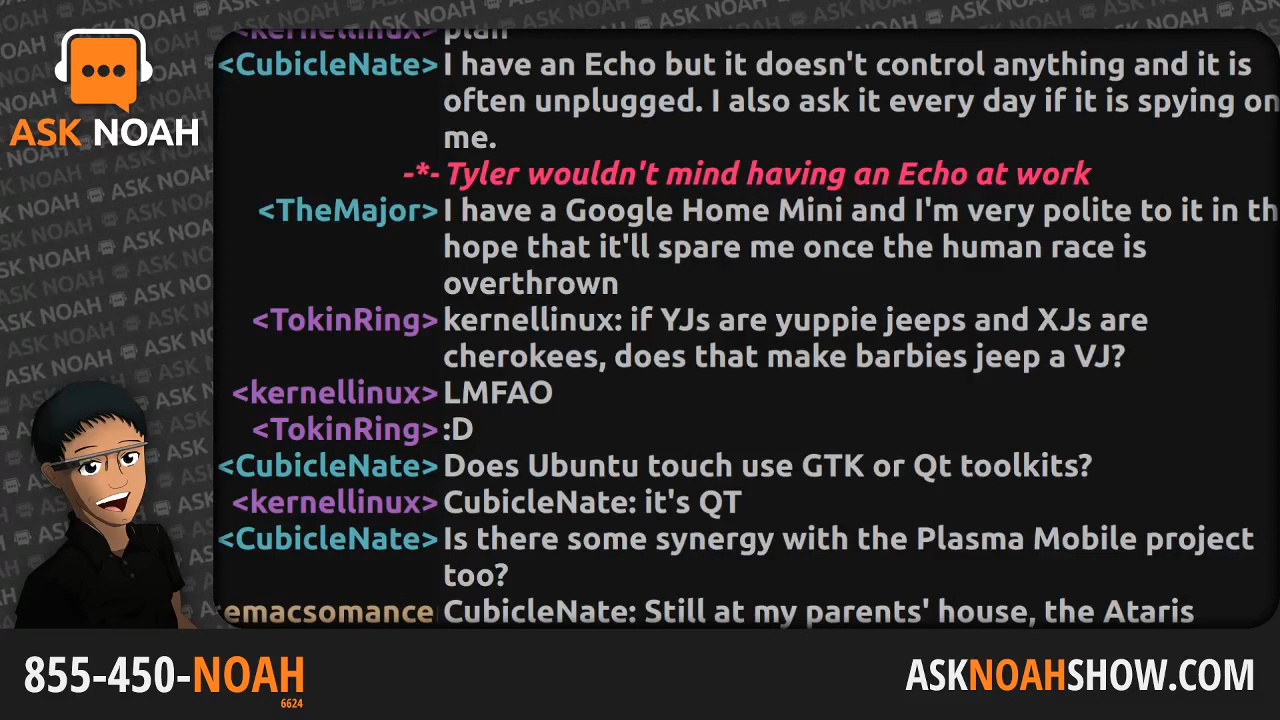 ASK NOAH
<kernellinux> plan
<CubicleNate> I have an Echo but it doesn't control anything and it is
often unplugged. I also ask it every day if it is spying on
me.
-*- Tyler wouldn't mind having an Echo at work
<TheMajor> I have a Google Home Mini and I'm very polite to it in th
hope that it'll spare me once the human race is
overthrown
<TokinRing> kernellinux: if YJs are yuppie jeeps and XJs are
cherokees, does that make barbies jeep a VJ?
<kernellinux> LMFAO
<TokinRing> :D
<CubicleNate> Does Ubuntu touch use GTK or Qt toolkits?
<kernellinux> CubicleNate: it's QT
<CubicleNate> Is there some synergy with the Plasma Mobile project
too?
emacsomance CubicleNate: Still at my parents' house, the Ataris
855-450-NOAH
6624
ASKNOAHSHOW.COM